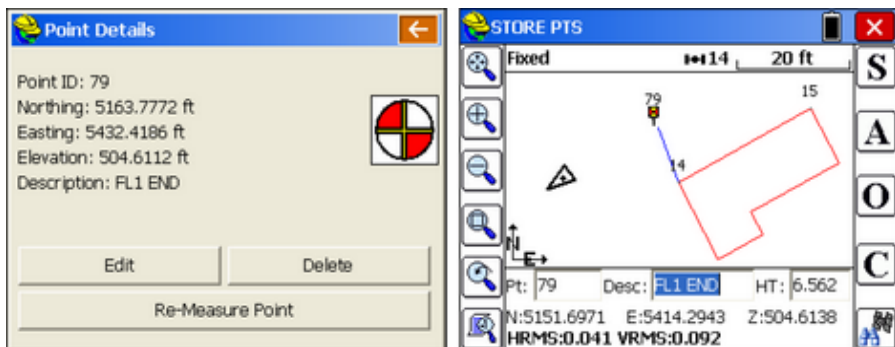 Point Details
Point ID: 79
Northing: 5163.7772 ft
Easting: 5432.4186 ft
Elevation: 504.6112 ft
Description: FL1 END
Edit Delete
Re-Measure Point
STORE PTS
Fixed 14 20 ft
S
79 15
A
14
O
N
E
C
Pt: 79 Desc: FL1 END HT: 6.562
N:5151.6971 E:5414.2943 Z:504.6138
HRMS:0.041 VRMS:0.092